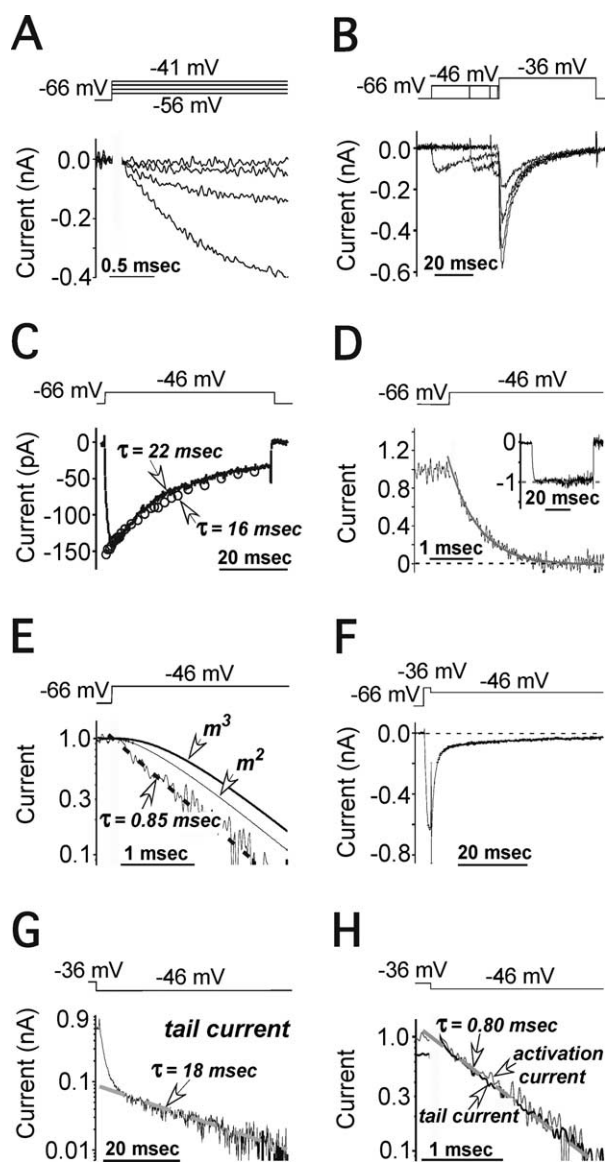 A
-41 mV
-66 mV
-56 mV
Current (nA)
0.0
-0.2
-0.4
0.5 msec
B
-36 mV
-66 mV
-46 mV
Current (nA)
0.0
-0.2
-0.4
-0.6
20 msec
C
-46 mV
-66 mV
Current (pA)
0
-50
-100
-150
τ = 22 msec
τ = 16 msec
20 msec
D
-46 mV
-66 mV
Current
1.2
0.8
0.4
0
1 msec
0
-1
20 msec
E
-46 mV
-66 mV
Current
1.0
0.3
0.1
m³
m²
τ = 0.85 msec
1 msec
F
-36 mV
-46 mV
-66 mV
Current (nA)
0.0
-0.4
-0.8
20 msec
G
-36 mV
-46 mV
Current (nA)
0.9
0.1
0.01
tail current
τ = 18 msec
20 msec
H
-36 mV
-46 mV
Current
1.0
0.3
0.1
τ = 0.80 msec
activation
current
tail current
1 msec